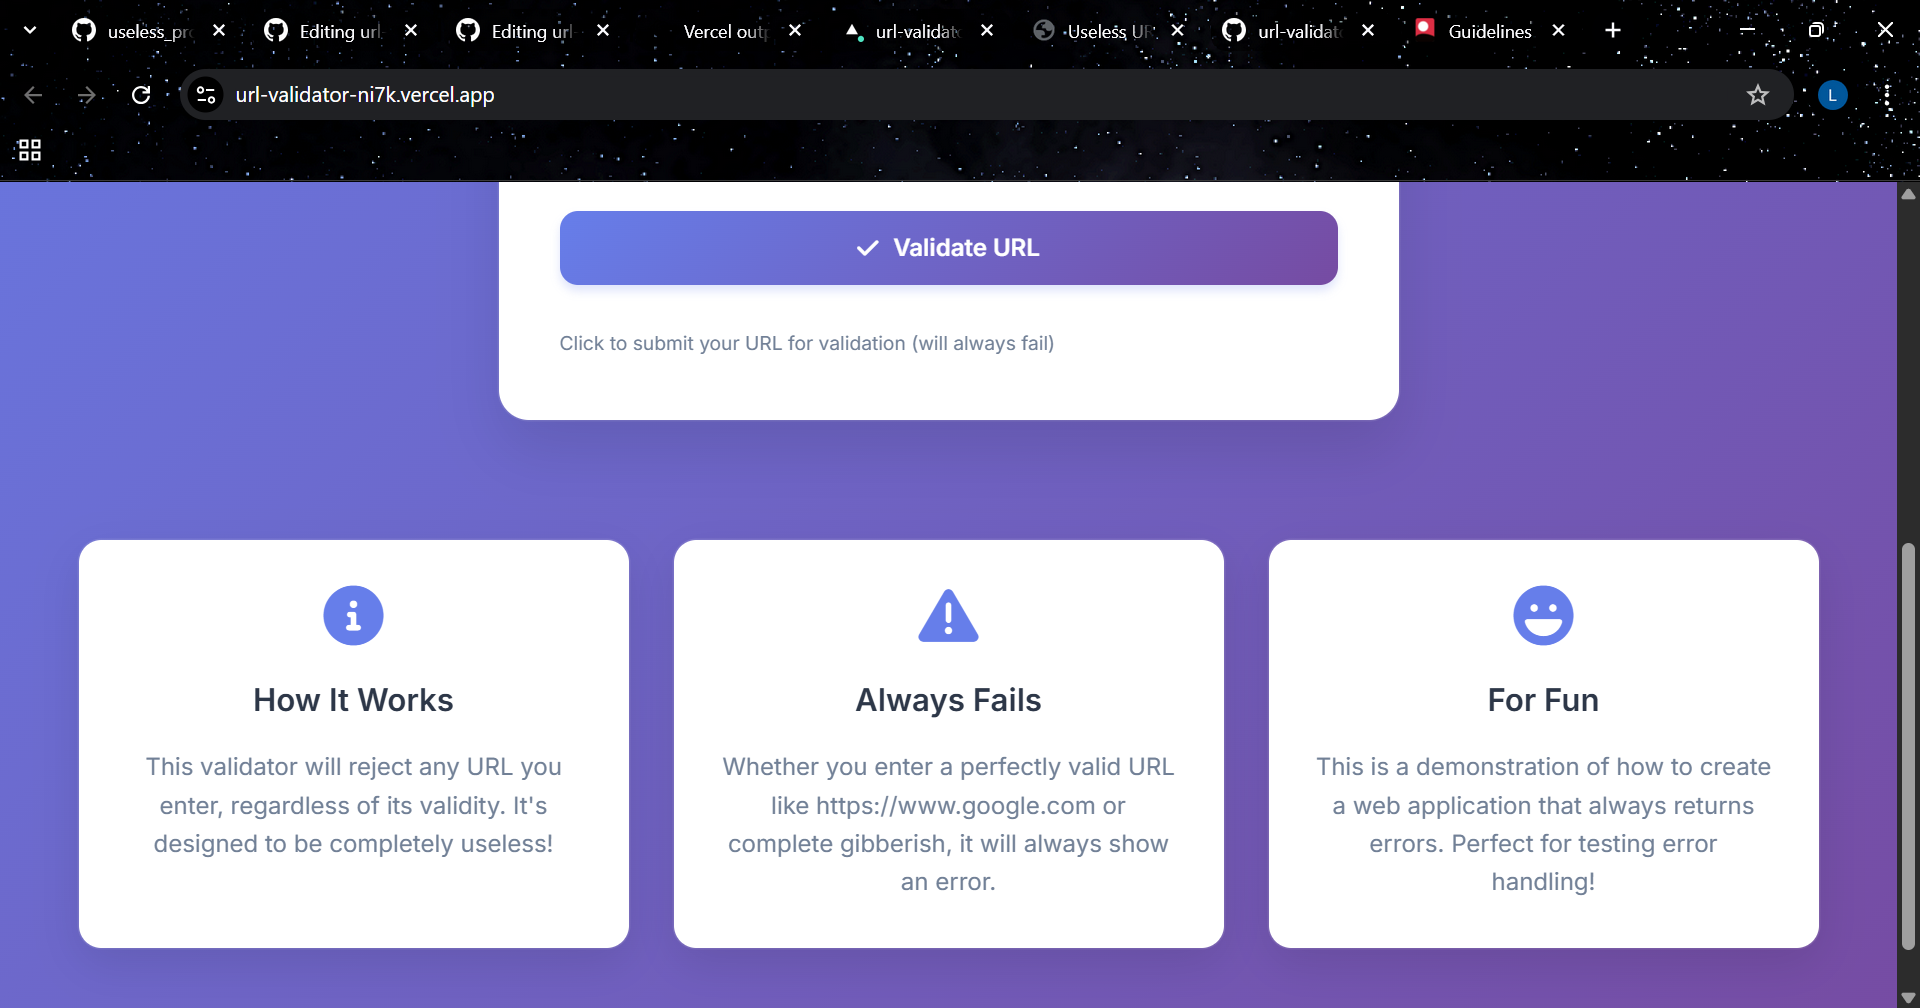 useless_pr
Editing url
Editing url
Vercel out
url-validat
Useless UR
url-validat
Guidelines
url-validator-ni7k.vercel.app
L
Validate URL
Click to submit your URL for validation (will always fail)
How It Works
This validator will reject any URL you
enter, regardless of its validity. It's
designed to be completely useless!
Always Fails
Whether you enter a perfectly valid URL
like https://www.google.com or
complete gibberish, it will always show
an error.
For Fun
This is a demonstration of how to create
a web application that always returns
errors. Perfect for testing error
handling!